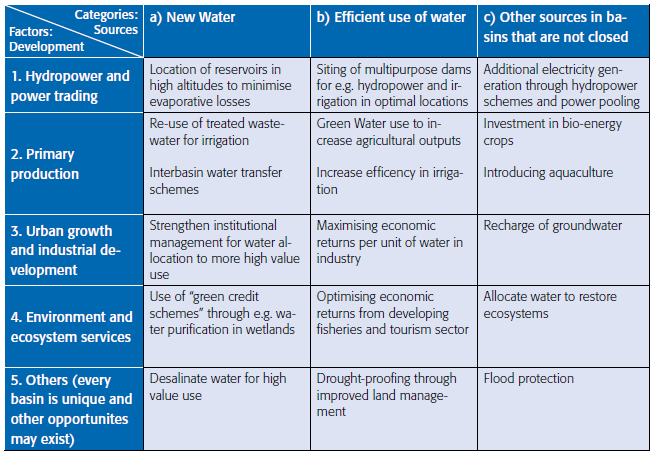 Categories:
Sources
Factors:
Development
a) New Water
b) Efficient use of water
c) Other sources in ba-
sins that are not closed
1. Hydropower and
power trading
Location of reservoirs in
high altitudes to minimise
evaporative losses
Siting of multipurpose dams
for e.g. hydropower and ir-
rigation in optimal locations
Additional electricity gen-
eration through hydropower
schemes and power pooling
2. Primary
production
Re-use of treated waste-
water for irrigation
Interbasin water transfer
schemes
Green Water use to in-
crease agricultural outputs
Increase efficency in irriga-
tion
Investment in bio-energy
crops
Introducing aquaculture
3. Urban growth
and industrial de-
velopment
Strengthen institutional
management for water al-
location to more high value
use
Maximising economic
returns per unit of water in
industry
Recharge of groundwater
4. Environment and
ecosystem services
Use of “green credit
schemes” through e.g. wa-
ter purification in wetlands
Optimising economic
returns from developing
fisheries and tourism sector
Allocate water to restore
ecosystems
5. Others (every
basin is unique and
other opportunites
may exist)
Desalinate water for high
value use
Drought-proofing through
improved land manage-
ment
Flood protection